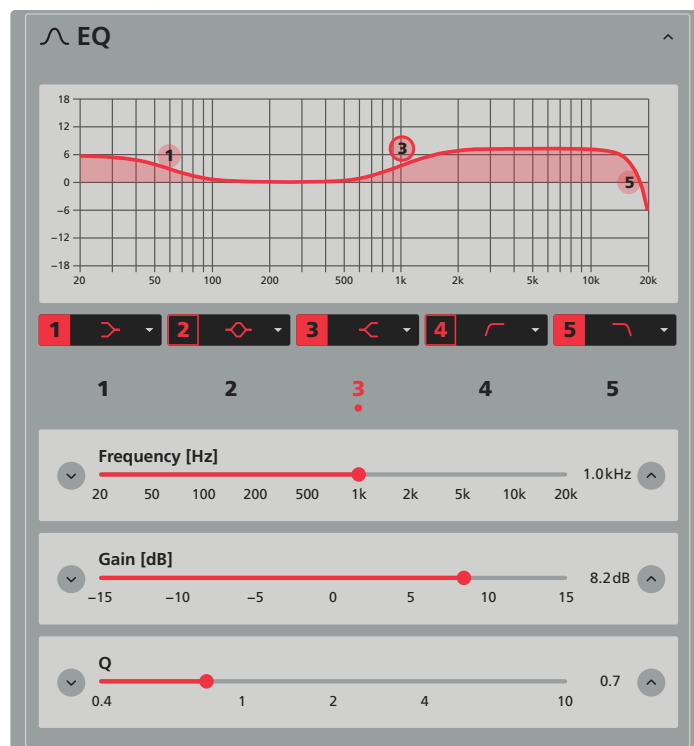 EQ
18
12
6
0
−6
−12
−18
1
3
5
20 50 100 200 500 1k 2k 5k 10k 20k
1 2 3 4 5
1 2 3 4 5
Frequency [Hz]
1.0kHz
20 50 100 200 500 1k 2k 5k 10k 20k
Gain [dB]
8.2dB
−15 −10 −5 0 5 10 15
Q
0.7
0.4 1 2 4 10